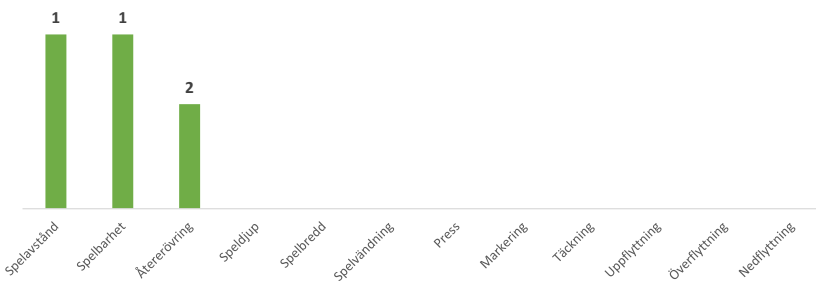 1 1
2
Spelavstånd
Spelbarhet
Återerövring
Speldjup
Spelbredd
Spelvändning
Press
Markering
Täckning
Uppflyttning
Överflyttning
Nedflyttning